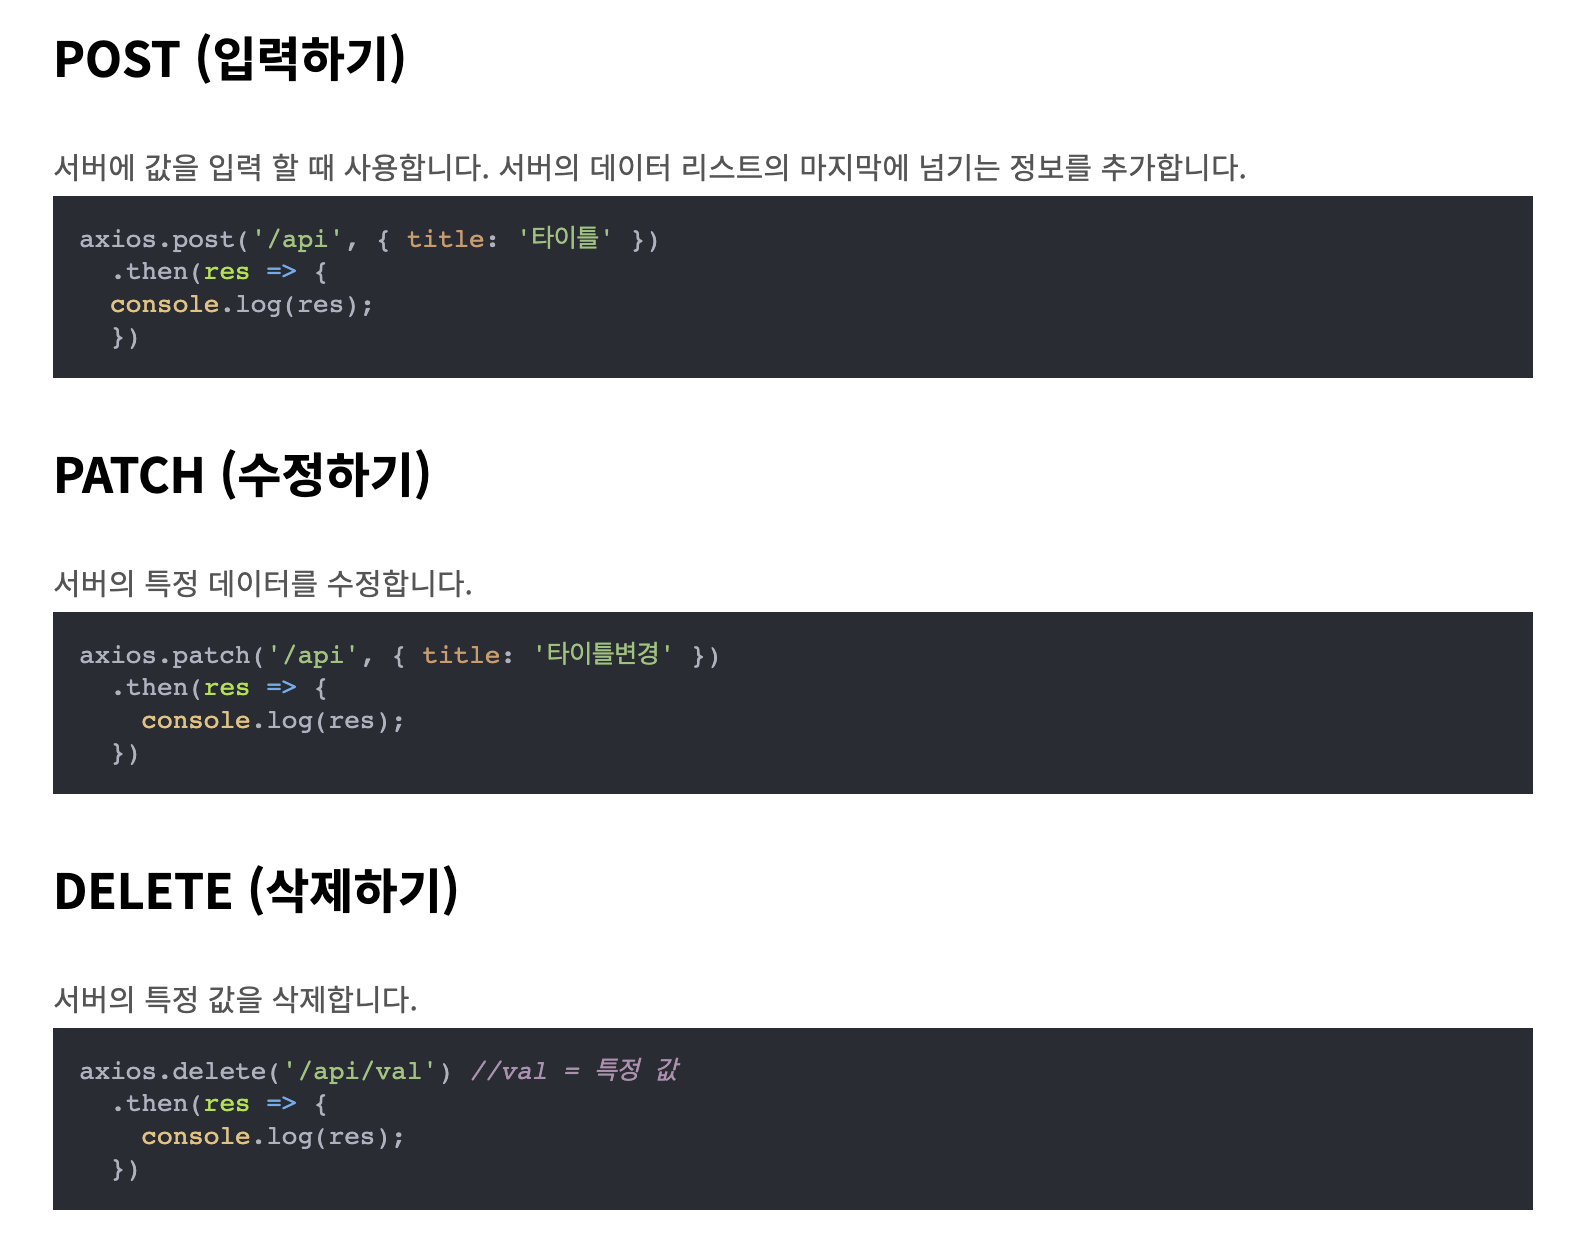 POST (입력하기)
서버에 값을 입력 할 때 사용합니다. 서버의 데이터 리스트의 마지막에 넘기는 정보를 추가합니다.
axios.post('/api', { title: '타이틀' })
  .then(res => {
  console.log(res);
  })
PATCH (수정하기)
서버의 특정 데이터를 수정합니다.
axios.patch('/api', { title: '타이틀변경' })
  .then(res => {
    console.log(res);
  })
DELETE (삭제하기)
서버의 특정 값을 삭제합니다.
axios.delete('/api/val') //val = 특정 값
  .then(res => {
    console.log(res);
  })